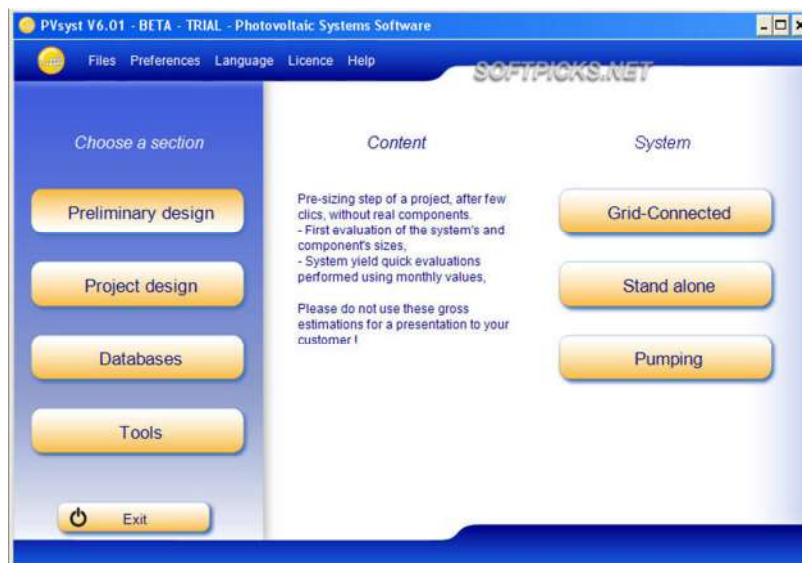 PVsyst V6.01 - BETA - TRIAL - Photovoltaic Systems Software
Files Preferences Language Licence Help
SOFTPICKS.NET
Choose a section
Preliminary design
Project design
Databases
Tools
Exit
Content
Pre-sizing step of a project, after few
clics, without real components.
- First evaluation of the system's and
component's sizes,
- System yield quick evaluations
performed using monthly values,
Please do not use these gross
estimations for a presentation to your
customer !
System
Grid-Connected
Stand alone
Pumping